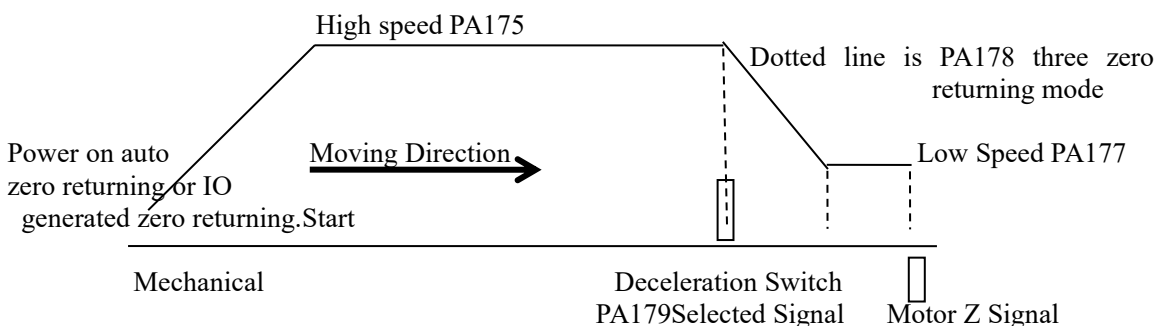 High speed PA175
Dotted line is PA178 three zero
returning mode
Power on auto
zero returning or IO
generated zero returning.Start
Moving Direction
Low Speed PA177
Mechanical
Deceleration Switch
PA179Selected Signal
Motor Z Signal